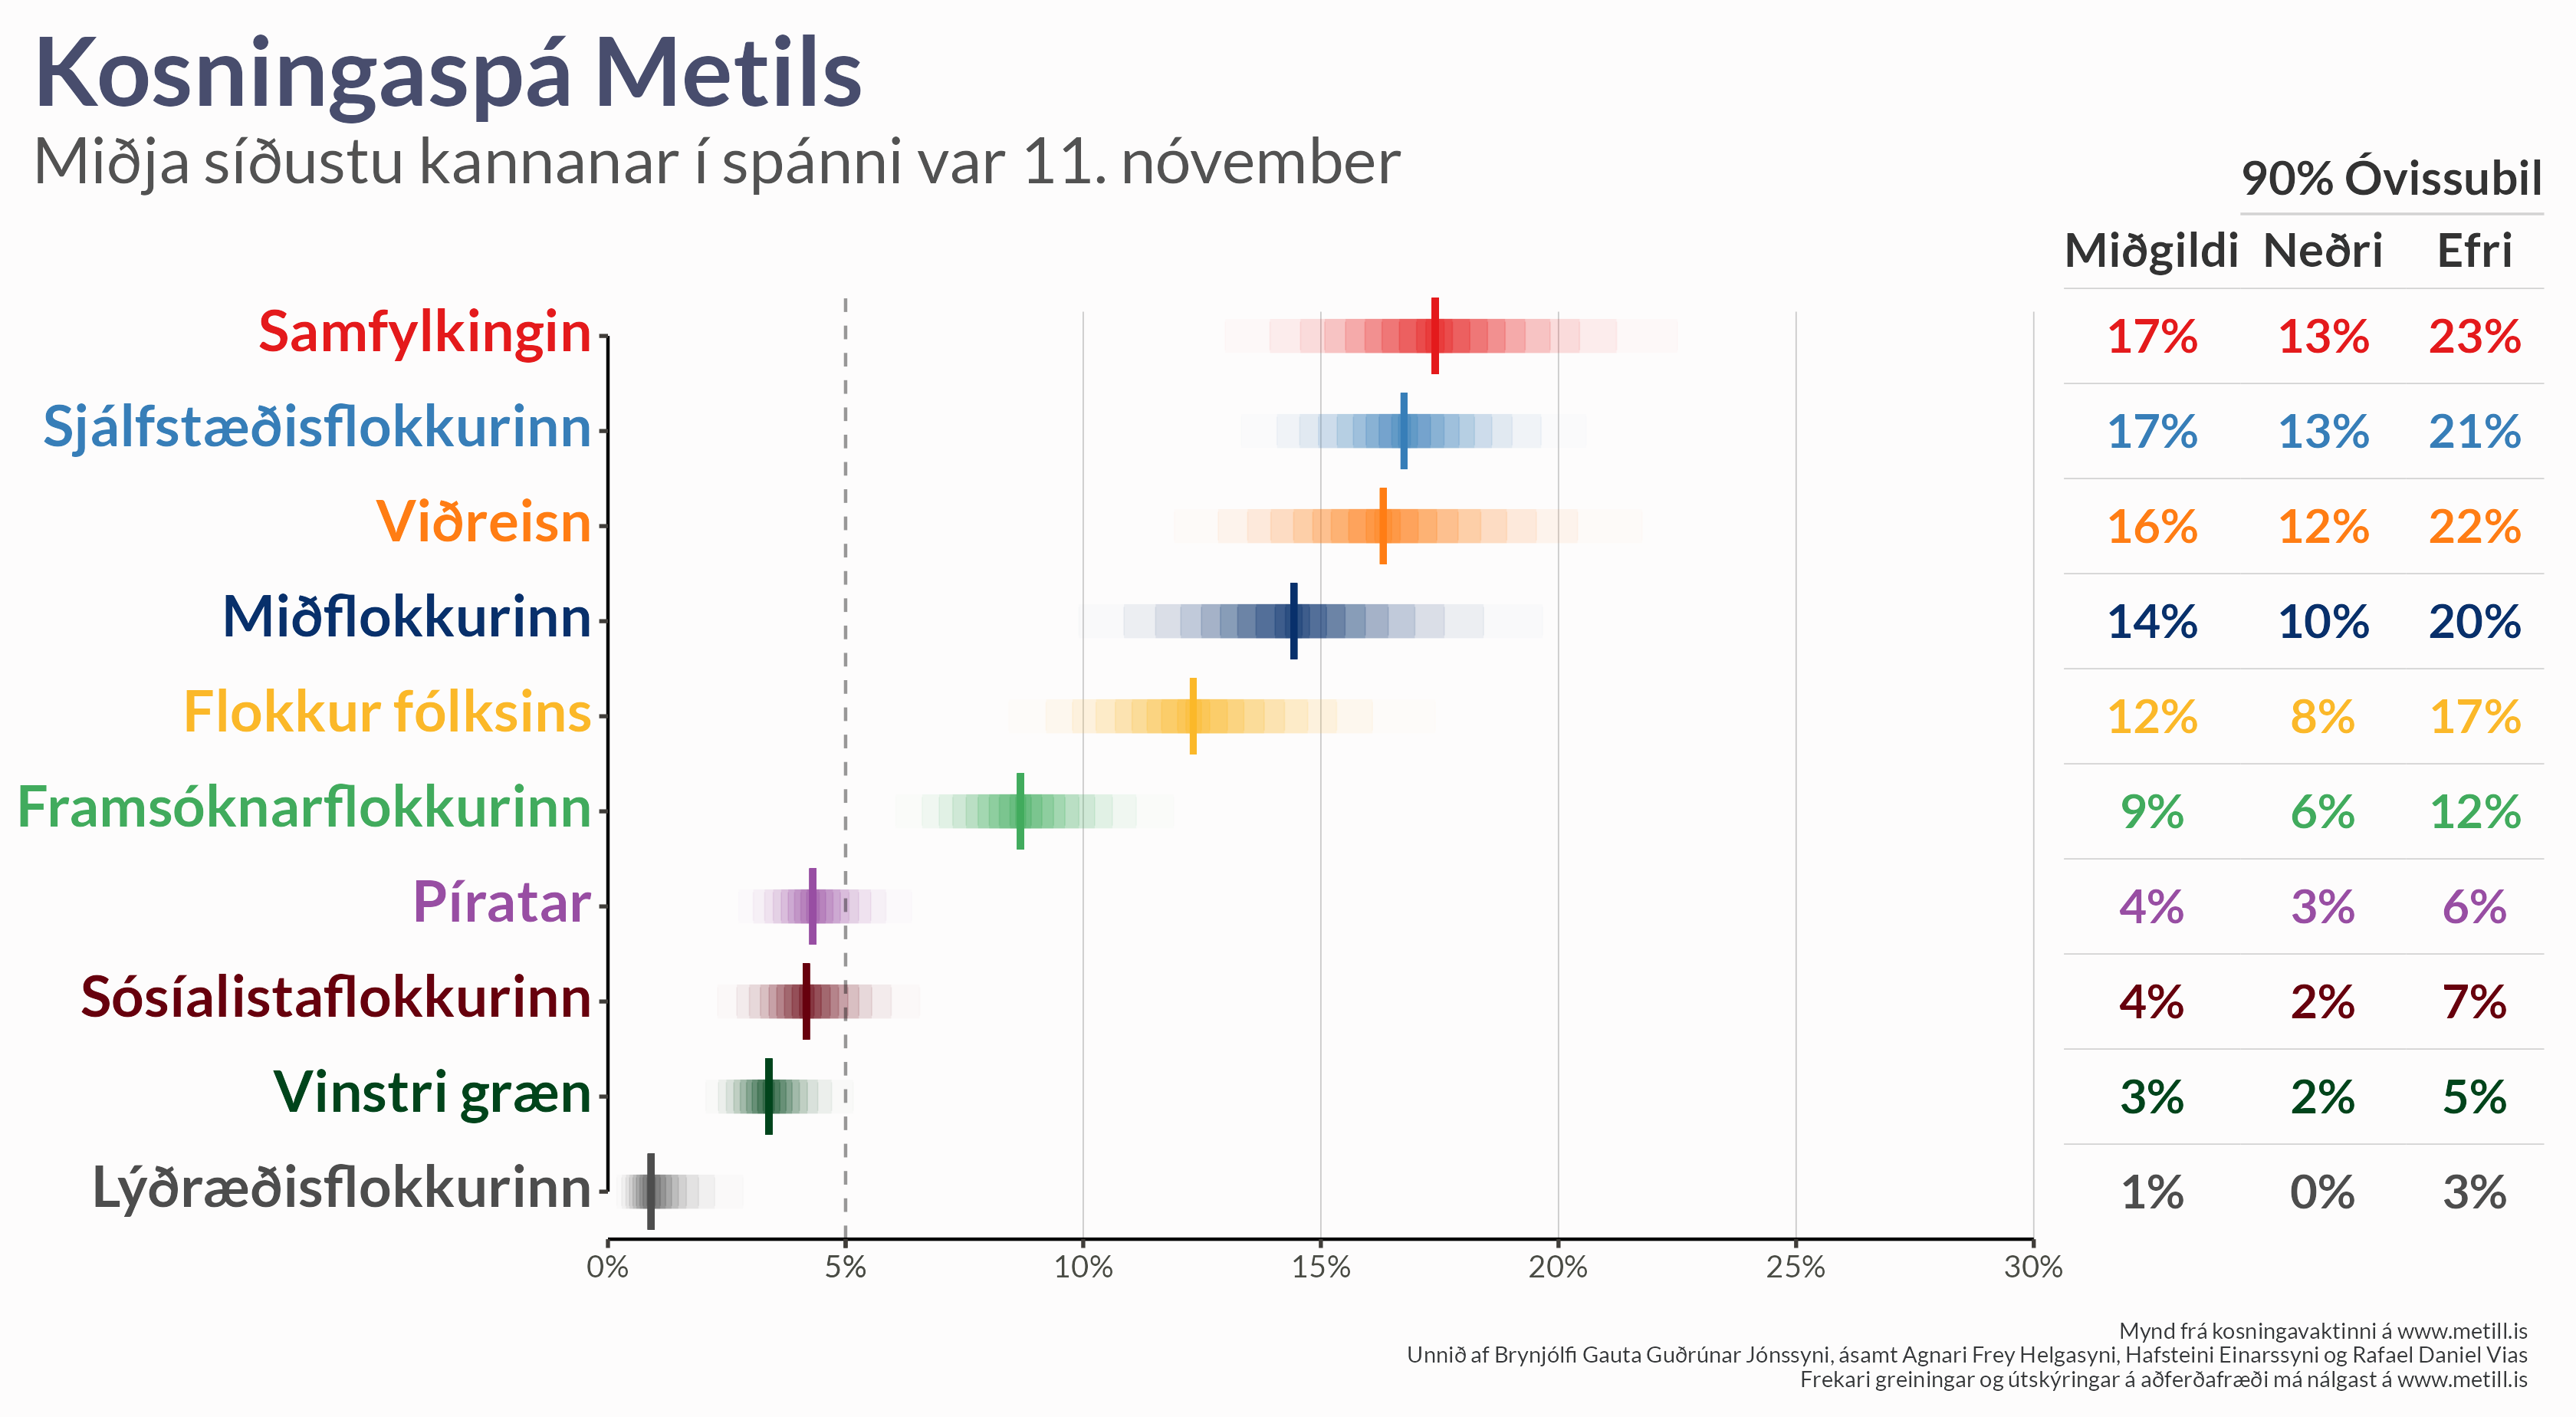 Kosningaspá Metils
Miðja síðustu kannanar í spánni var 11. nóvember
90% Óvissubil
Miðgildi Neðri Efri
Samfylkingin 17% 13% 23%
Sjálfstæðisflokkurinn 17% 13% 21%
Viðreisn 16% 12% 22%
Miðflokkurinn 14% 10% 20%
Flokkur fólksins 12% 8% 17%
Framsóknarflokkurinn 9% 6% 12%
Píratar 4% 3% 6%
Sósíalistaflokkurinn 4% 2% 7%
Vinstri græn 3% 2% 5%
Lýðræðisflokkurinn 1% 0% 3%
0% 5% 10% 15% 20% 25% 30%
Mynd frá kosningavaktinni á www.metill.is
Unnið af Brynjólfi Gauta Guðrúnar Jónssyni, ásamt Agnari Frey Helgasyni, Hafsteini Einarssyni og Rafael Daniel Vias
Frekari greiningar og útskýringar á aðferðafræði má nálgast á www.metill.is